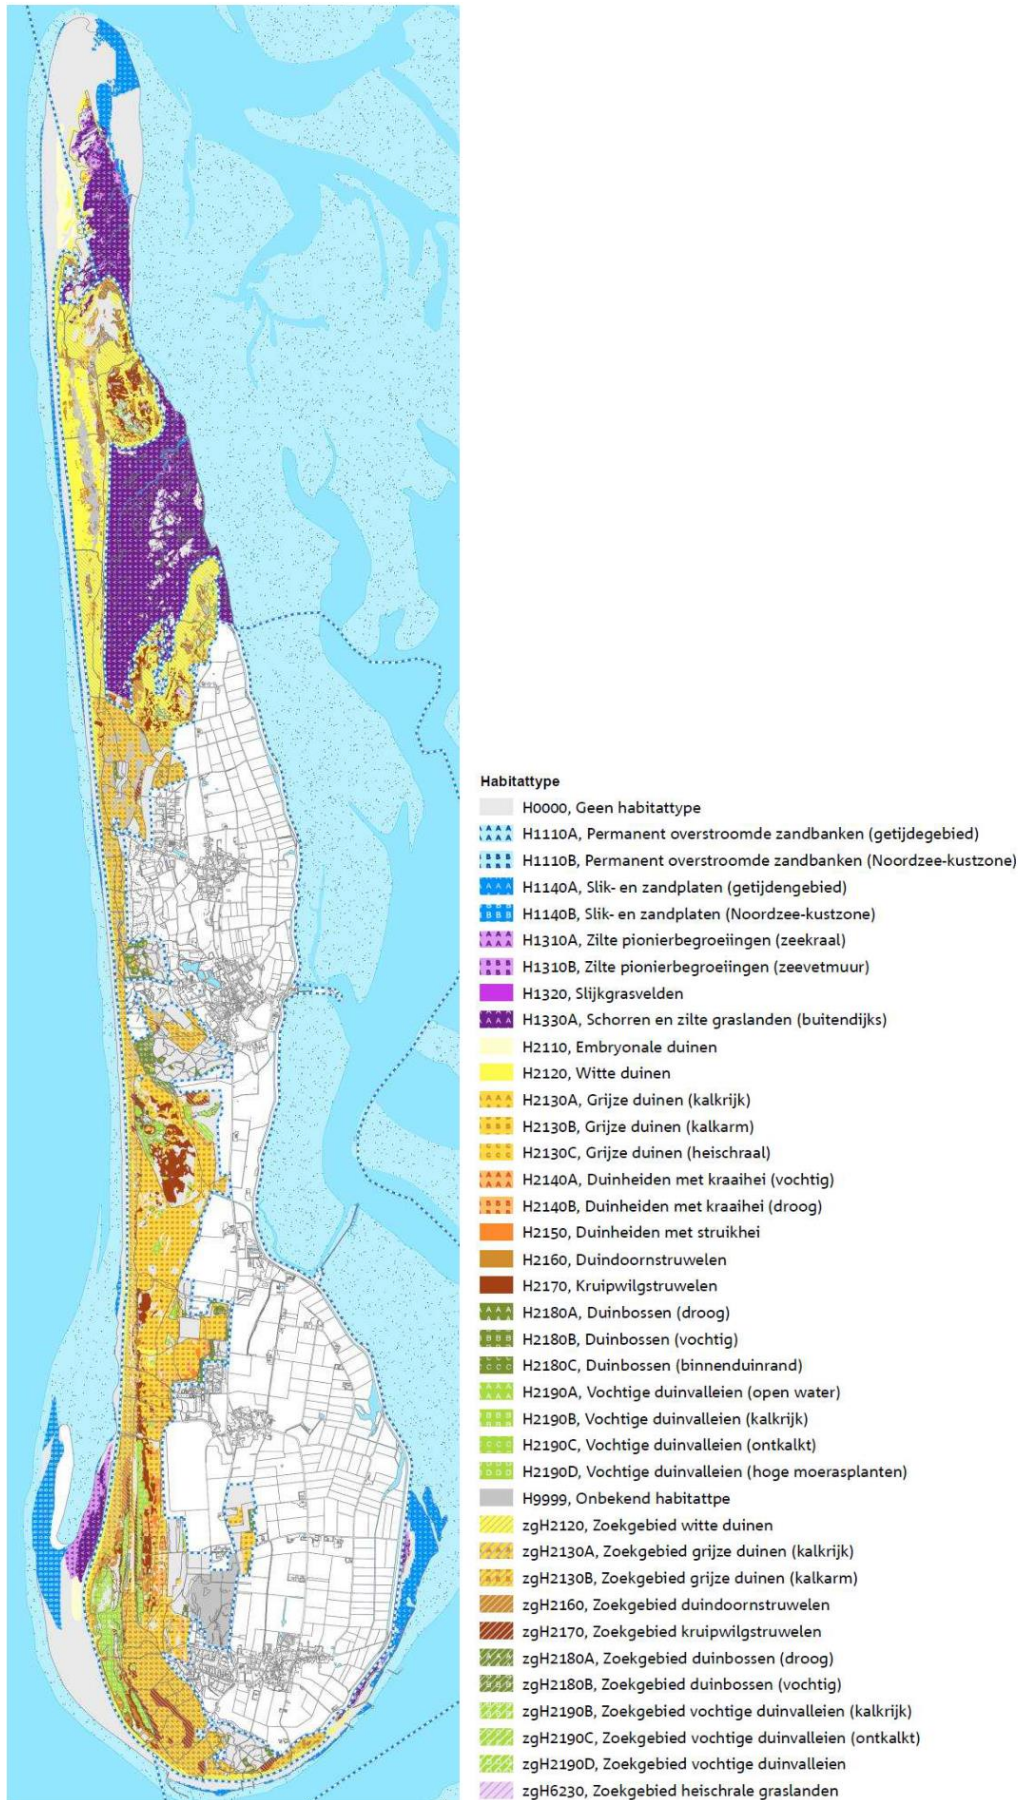 Habitattype
H0000, Geen habitattype
H1110A, Permanent overstroomde zandbanken (getijdegebied)
H1110B, Permanent overstroomde zandbanken (Noordzee-kustzone)
H1140A, Slik- en zandplaten (getijdengebied)
H1140B, Slik- en zandplaten (Noordzee-kustzone)
H1310A, Zilte pionierbegroeiingen (zeekraal)
H1310B, Zilte pionierbegroeiingen (zeevetmuur)
H1320, Slijkgrasvelden
H1330A, Schorren en zilte graslanden (buitendijks)
H2110, Embryonale duinen
H2120, Witte duinen
H2130A, Grijze duinen (kalkrijk)
H2130B, Grijze duinen (kalkarm)
H2130C, Grijze duinen (heischraal)
H2140A, Duinheiden met kraaihei (vochtig)
H2140B, Duinheiden met kraaihei (droog)
H2150, Duinheiden met struikhei
H2160, Duindoornstruwelen
H2170, Kruipwilgstruwelen
H2180A, Duinbossen (droog)
H2180B, Duinbossen (vochtig)
H2180C, Duinbossen (binnenduinrand)
H2190A, Vochtige duinvalleien (open water)
H2190B, Vochtige duinvalleien (kalkrijk)
H2190C, Vochtige duinvalleien (ontkalkt)
H2190D, Vochtige duinvalleien (hoge moerasplanten)
H9999, Onbekend habitattpe
zgH2120, Zoekgebied witte duinen
zgH2130A, Zoekgebied grijze duinen (kalkrijk)
zgH2130B, Zoekgebied grijze duinen (kalkarm)
zgH2160, Zoekgebied duindoornstruwelen
zgH2170, Zoekgebied kruipwilgstruwelen
zgH2180A, Zoekgebied duinbossen (droog)
zgH2180B, Zoekgebied duinbossen (vochtig)
zgH2190B, Zoekgebied vochtige duinvalleien (kalkrijk)
zgH2190C, Zoekgebied vochtige duinvalleien (ontkalkt)
zgH2190D, Zoekgebied vochtige duinvalleien
zgH6230, Zoekgebied heischrale graslanden